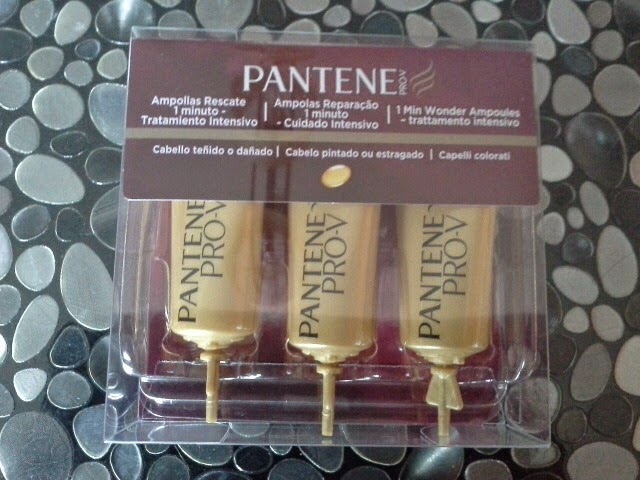 PANTENE PRO-V
Ampollas Rescate 1 minuto - Tratamiento Intensivo
Ampolas Reparação 1 minuto - Cuidado Intensivo
1 Min Wonder Ampoules - trattamento intensivo
Cabello teñido o dañado | Cabelo pintado ou estragado | Capelli colorati
PANTENE PRO-V
PANTENE PRO-V
PANTENE PRO-V